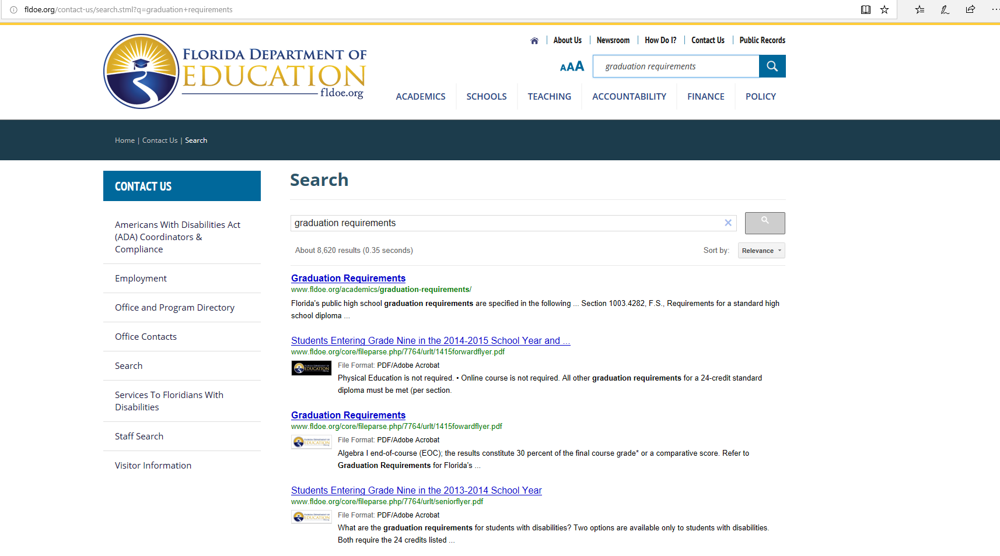 fldoe.org/contact-us/search.stml?q=graduation+requirements
FLORIDA DEPARTMENT OF
EDUCATION
fldoe.org
About Us | Newsroom | How Do I? | Contact Us | Public Records
AAA graduation requirements
ACADEMICS SCHOOLS TEACHING ACCOUNTABILITY FINANCE POLICY
Home | Contact Us | Search
CONTACT US
Americans With Disabilities Act
(ADA) Coordinators &
Compliance
Employment
Office and Program Directory
Office Contacts
Search
Services To Floridians With
Disabilities
Staff Search
Visitor Information
Search
graduation requirements
About 8,620 results (0.35 seconds)
Sort by: Relevance
Graduation Requirements
www.fldoe.org/academics/graduation-requirements/
Florida's public high school graduation requirements are specified in the following ... Section 1003.4282, F.S., Requirements for a standard high
school diploma ...
Students Entering Grade Nine in the 2014-2015 School Year and ...
www.fldoe.org/core/fileparse.php/7764/urlt/1415forwardflyer.pdf
FLORIDA DEPARTMENT OF
EDUCATION
File Format: PDF/Adobe Acrobat
Physical Education is not required. • Online course is not required. All other graduation requirements for a 24-credit standard
diploma must be met (per section.
Graduation Requirements
www.fldoe.org/core/fileparse.php/7764/urlt/1415fowardflyer.pdf
FLORIDA DEPARTMENT OF
EDUCATION
File Format: PDF/Adobe Acrobat
Algebra I end-of-course (EOC); the results constitute 30 percent of the final course grade* or a comparative score. Refer to
Graduation Requirements for Florida's ...
Students Entering Grade Nine in the 2013-2014 School Year
www.fldoe.org/core/fileparse.php/7764/urlt/seniorflyer.pdf
FLORIDA DEPARTMENT OF
EDUCATION
File Format: PDF/Adobe Acrobat
What are the graduation requirements for students with disabilities? Two options are available only to students with disabilities.
Both require the 24 credits listed ...